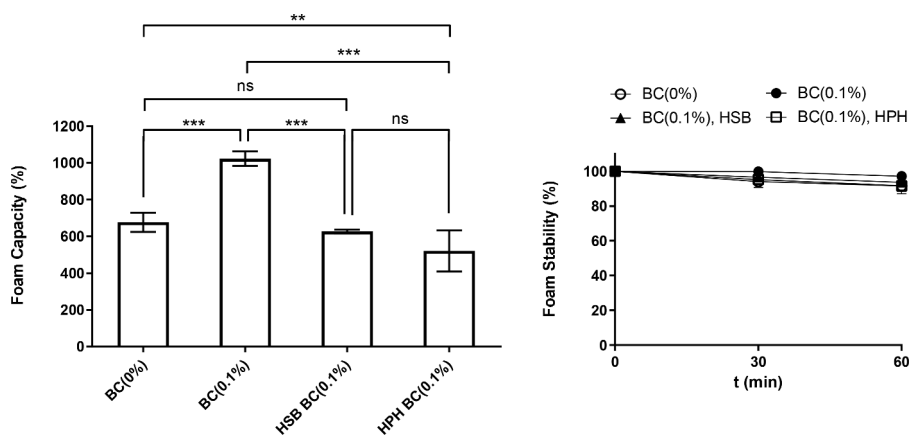 **
***
ns
***
***
ns
1200
1000
800
600
400
200
0
Foam Capacity (%)
BC(0%)
BC(0.1%)
HSB BC(0.1%)
HPH BC(0.1%)
BC(0%)
BC(0.1%)
BC(0.1%), HSB
BC(0.1%), HPH
100
80
60
40
20
0
Foam Stability (%)
0
30
60
t (min)